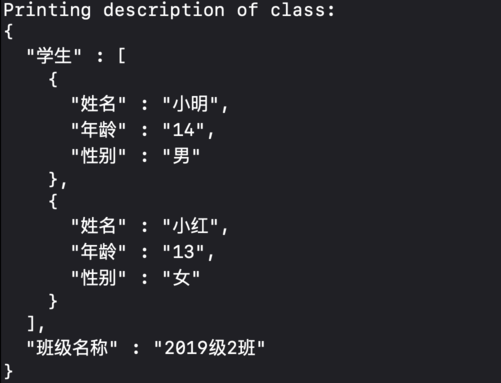 Printing description of class:
{
  "学生" : [
    {
      "姓名" : "小明",
      "年龄" : "14",
      "性别" : "男"
    },
    {
      "姓名" : "小红",
      "年龄" : "13",
      "性别" : "女"
    }
  ],
  "班级名称" : "2019级2班"
}